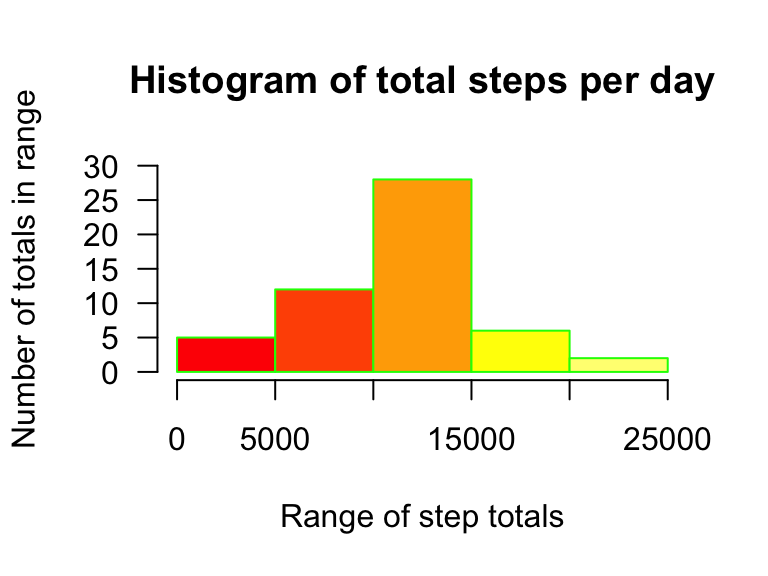 Histogram of total steps per day
Number of totals in range
30
25
20
15
10
5
0
0 5000 15000 25000
Range of step totals